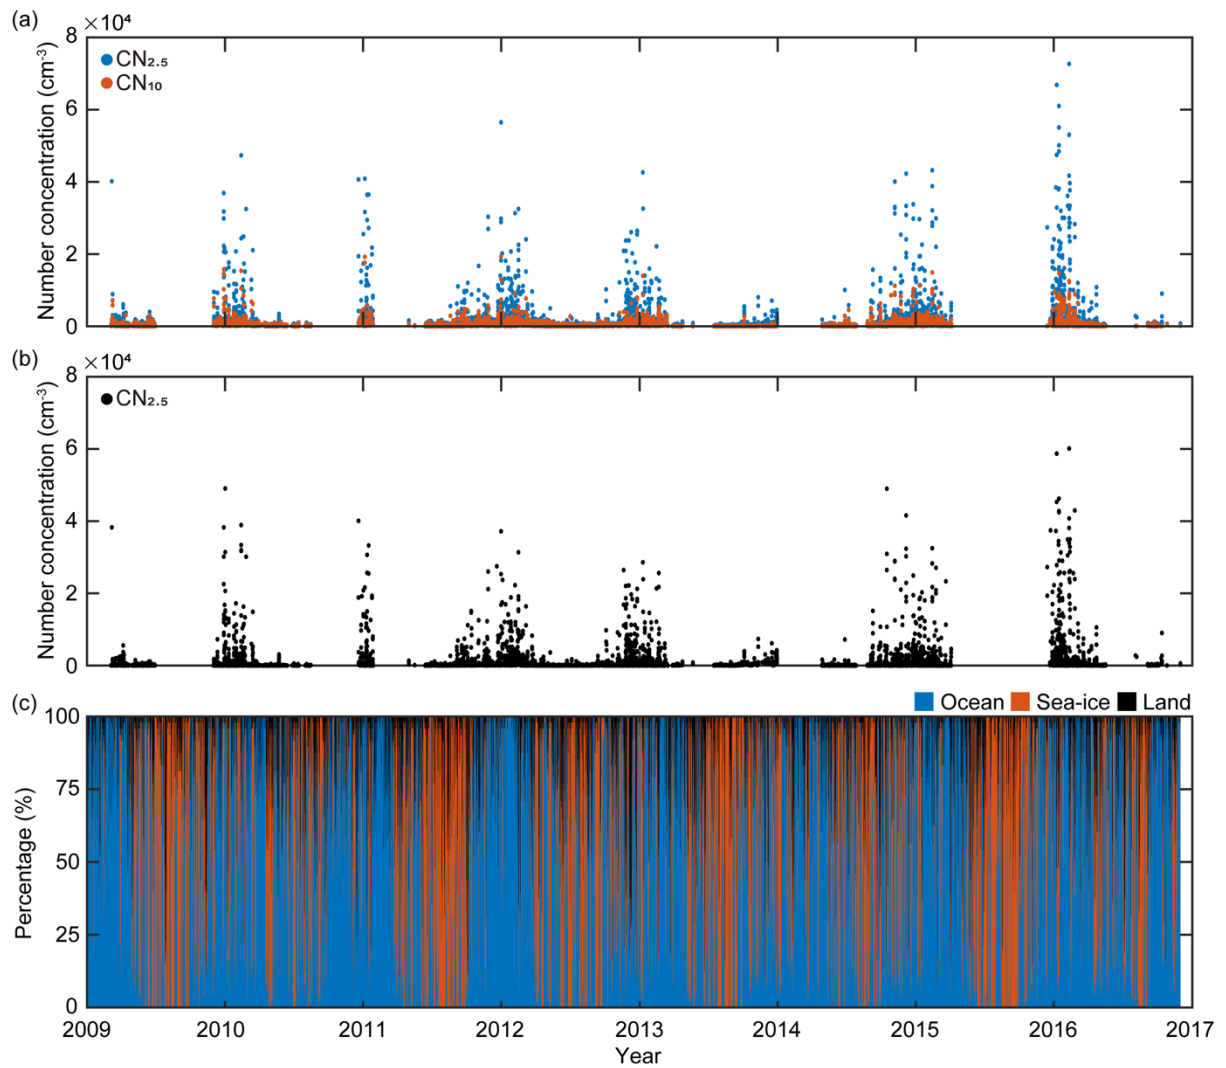 (a)
×10⁴
Number concentration (cm⁻³)
8
6
4
2
0
CN₂.₅
CN₁₀
(b)
×10⁴
Number concentration (cm⁻³)
8
6
4
2
0
CN₂.₅
(c)
Ocean Sea-ice Land
Percentage (%)
100
75
50
25
0
2009 2010 2011 2012 2013 2014 2015 2016 2017
Year